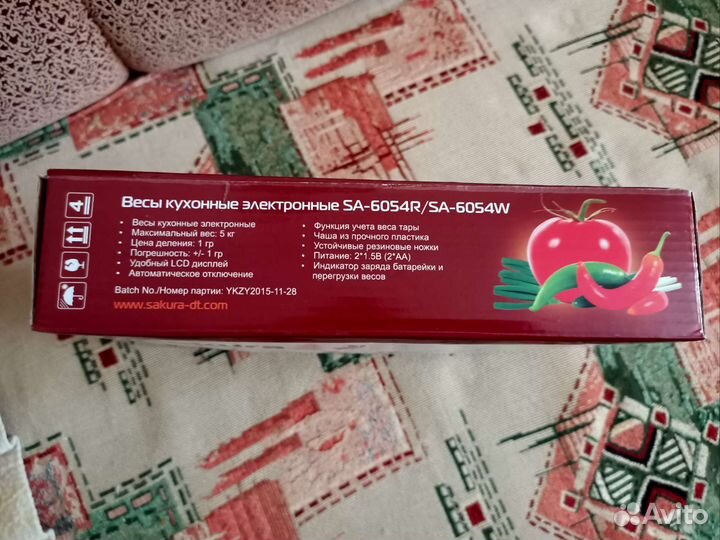 Весы кухонные электронные SA-6054R/SA-6054W
• Весы кухонные электронные
• Максимальный вес: 5 кг
• Цена деления: 1 гр
• Погрешность: +/- 1 гр
• Удобный LCD дисплей
• Автоматическое отключение
• Функция учета веса тары
• Чаша из прочного пластика
• Устойчивые резиновые ножки
• Питание: 2*1.5В (2*АА)
• Индикатор заряда батарейки и
перегрузки весов
Batch No./Номер партии: YKZY2015-11-28
www.sakura-dt.com
4
Avito